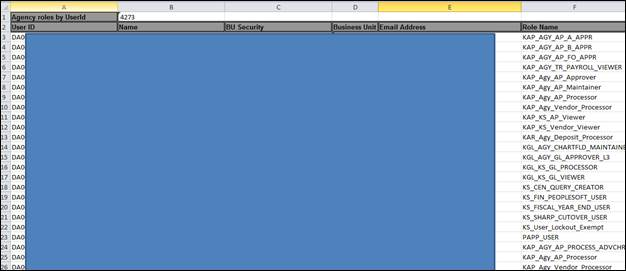 A B C D E F
1 Agency roles by UserId 4273
2 User ID Name BU Security Business Unit Email Address Role Name
3 DA0 KAP_AGY_AP_A_APPR
4 DA0 KAP_AGY_AP_B_APPR
5 DA0 KAP_AGY_AP_FO_APPR
6 DA0 KAP_AGY_TR_PAYROLL_VIEWER
7 DA0 KAP_Agy_AP_Approver
8 DA0 KAP_Agy_AP_Maintainer
9 DA0 KAP_Agy_AP_Processor
10 DA0 KAP_Agy_Vendor_Processor
11 DA0 KAP_KS_AP_Viewer
12 DA0 KAP_KS_Vendor_Viewer
13 DA0 KAR_Agy_Deposit_Processor
14 DA0 KGL_AGY_CHARTFLD_MAINTAINE
15 DA0 KGL_AGY_GL_APPROVER_L3
16 DA0 KGL_KS_GL_PROCESSOR
17 DA0 KGL_KS_GL_VIEWER
18 DA0 KS_CEN_QUERY_CREATOR
19 DA0 KS_FIN_PEOPLESOFT_USER
20 DA0 KS_FISCAL_YEAR_END_USER
21 DA0 KS_SHARP_CUTOVER_USER
22 DA0 KS_User_Lockout_Exempt
23 DA0 PAPP_USER
24 DA0 KAP_AGY_AP_PROCESS_ADVCHR
25 DA0 KAP_Agy_AP_Processor
26 DA0 KAP_Agy_Vendor_Processor